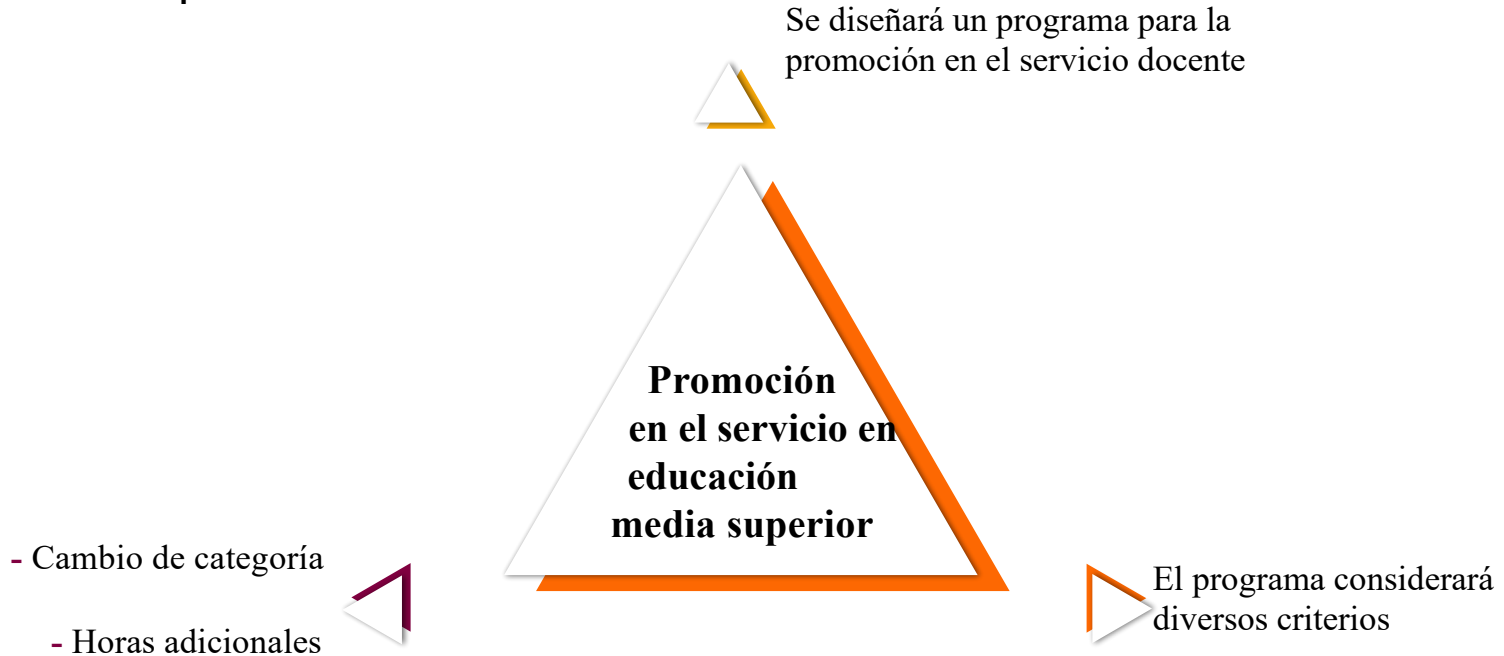 Se diseñará un programa para la
promoción en el servicio docente
Promoción
en el servicio en
educación
media superior
- Cambio de categoría
- Horas adicionales
El programa considerará
diversos criterios